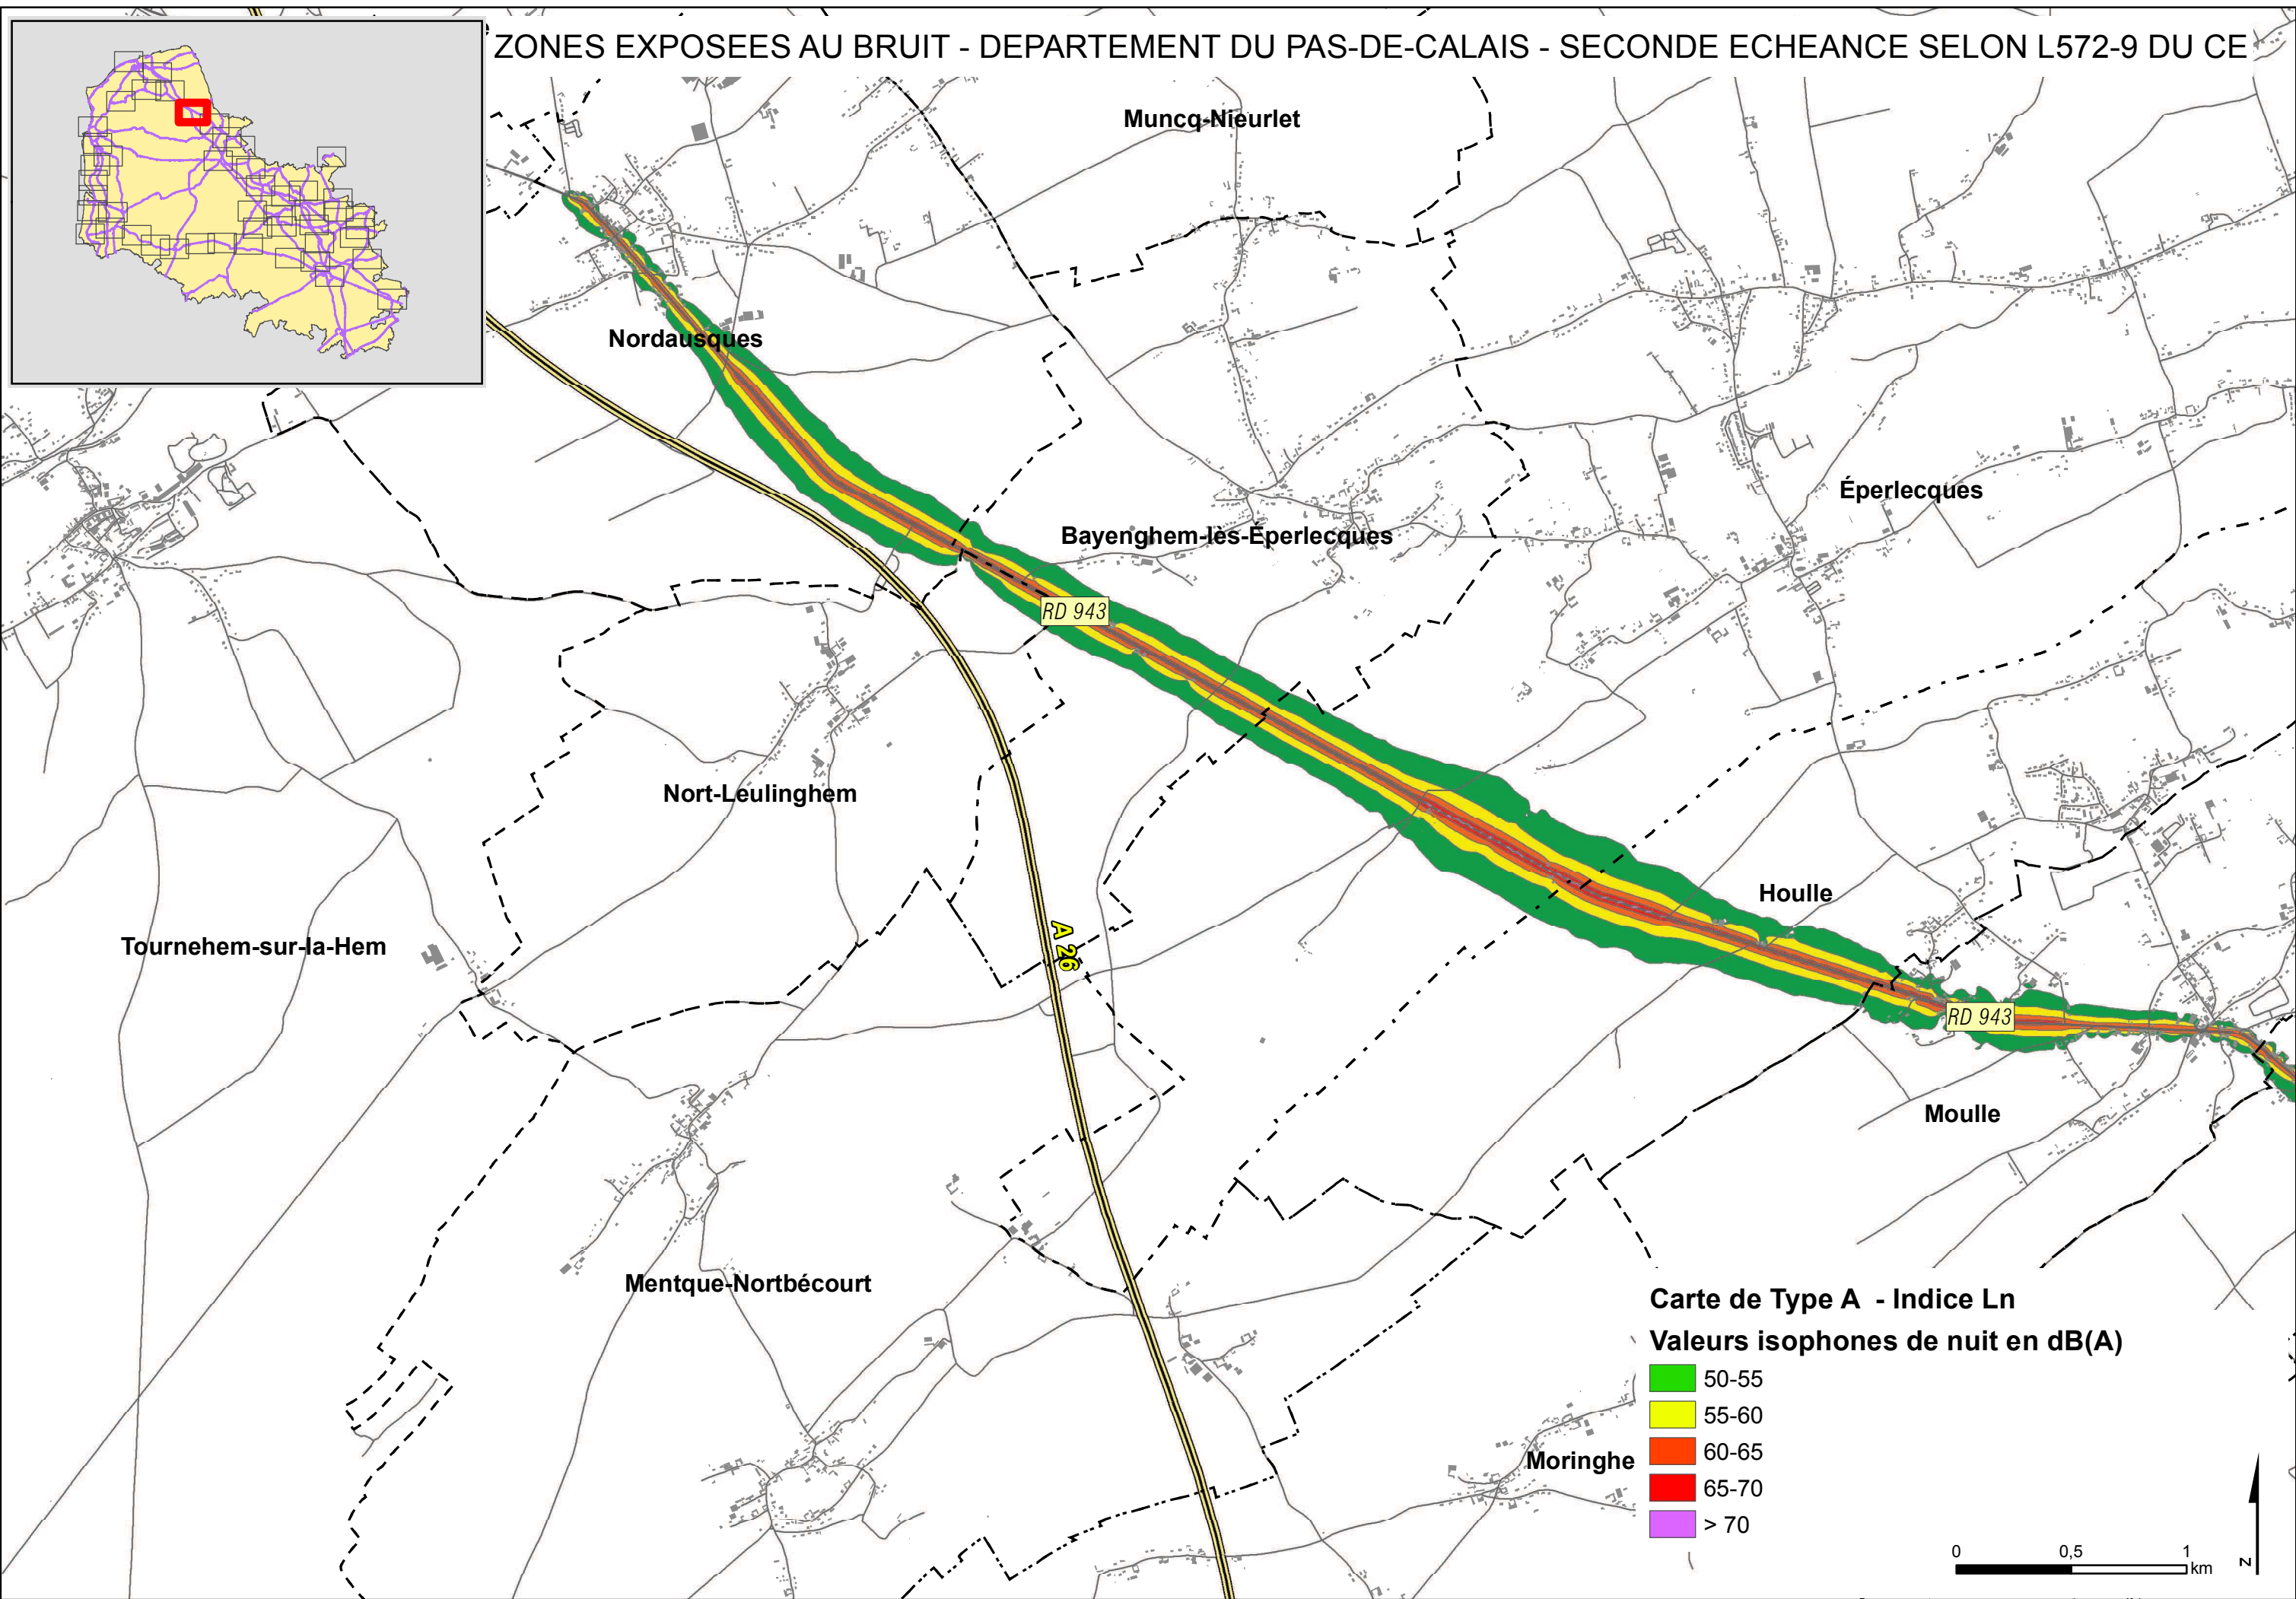 ZONES EXPOSEES AU BRUIT - DEPARTEMENT DU PAS-DE-CALAIS - SECONDE ECHEANCE SELON L572-9 DU CE
Muncq-Nieurlet
Nordausques
Éperlecques
Bayenghem-lès-Éperlecques
RD 943
Nort-Leulinghem
Houlle
Tournehem-sur-la-Hem
A 26
RD 943
Moulle
Mentque-Nortbécourt
Moringhe
Carte de Type A - Indice Ln
Valeurs isophones de nuit en dB(A)
50-55
55-60
60-65
65-70
> 70
0 0,5 1
km
N